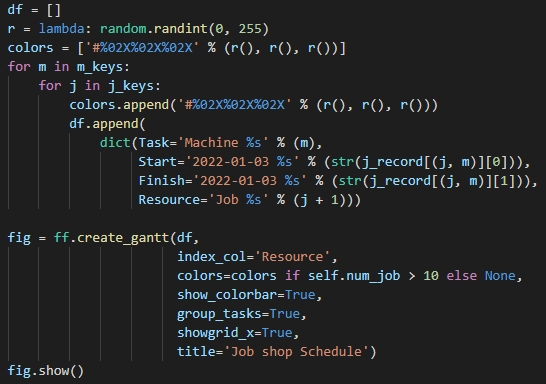 df = []
r = lambda: random.randint(0, 255)
colors = ['#%02X%02X%02X' % (r(), r(), r())]
for m in m_keys:
    for j in j_keys:
        colors.append('#%02X%02X%02X' % (r(), r(), r()))
        df.append(
            dict(Task='Machine %s' % (m),
                 Start='2022-01-03 %s' % (str(j_record[(j, m)][0])),
                 Finish='2022-01-03 %s' % (str(j_record[(j, m)][1])),
                 Resource='Job %s' % (j + 1)))

fig = ff.create_gantt(df,
                      index_col='Resource',
                      colors=colors if self.num_job > 10 else None,
                      show_colorbar=True,
                      group_tasks=True,
                      showgrid_x=True,
                      title='Job shop Schedule')
fig.show()